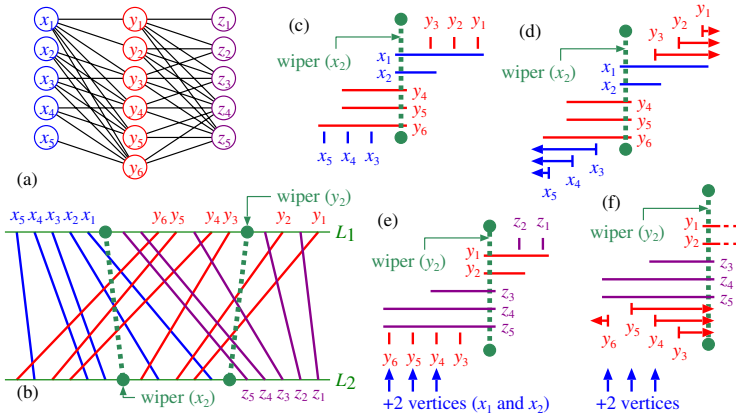 x₁ y₁ z₁
x₂ y₂ z₂
x₃ y₃ z₃
x₄ y₄ z₄
x₅ y₅ z₅
y₆
(a)
wiper (y₂)
x₅ x₄ x₃ x₂ x₁ y₆ y₅ y₄ y₃ y₂ y₁
L₁
L₂
z₅ z₄ z₃ z₂ z₁
(b)
wiper (x₂)
(c)
y₃ y₂ y₁
wiper (x₂)
x₁
x₂
y₄
y₅
y₆
x₅ x₄ x₃
(d)
y₁
y₂
y₃
wiper (x₂)
x₁
x₂
y₄
y₅
y₆
x₃
x₄
x₅
(e)
z₂ z₁
wiper (y₂)
y₁
y₂
z₃
z₄
z₅
y₆ y₅ y₄ y₃
+2 vertices (x₁ and x₂)
(f)
wiper (y₂)
y₁
y₂
z₃
z₄
z₅
y₆ y₅ y₄ y₃
+2 vertices